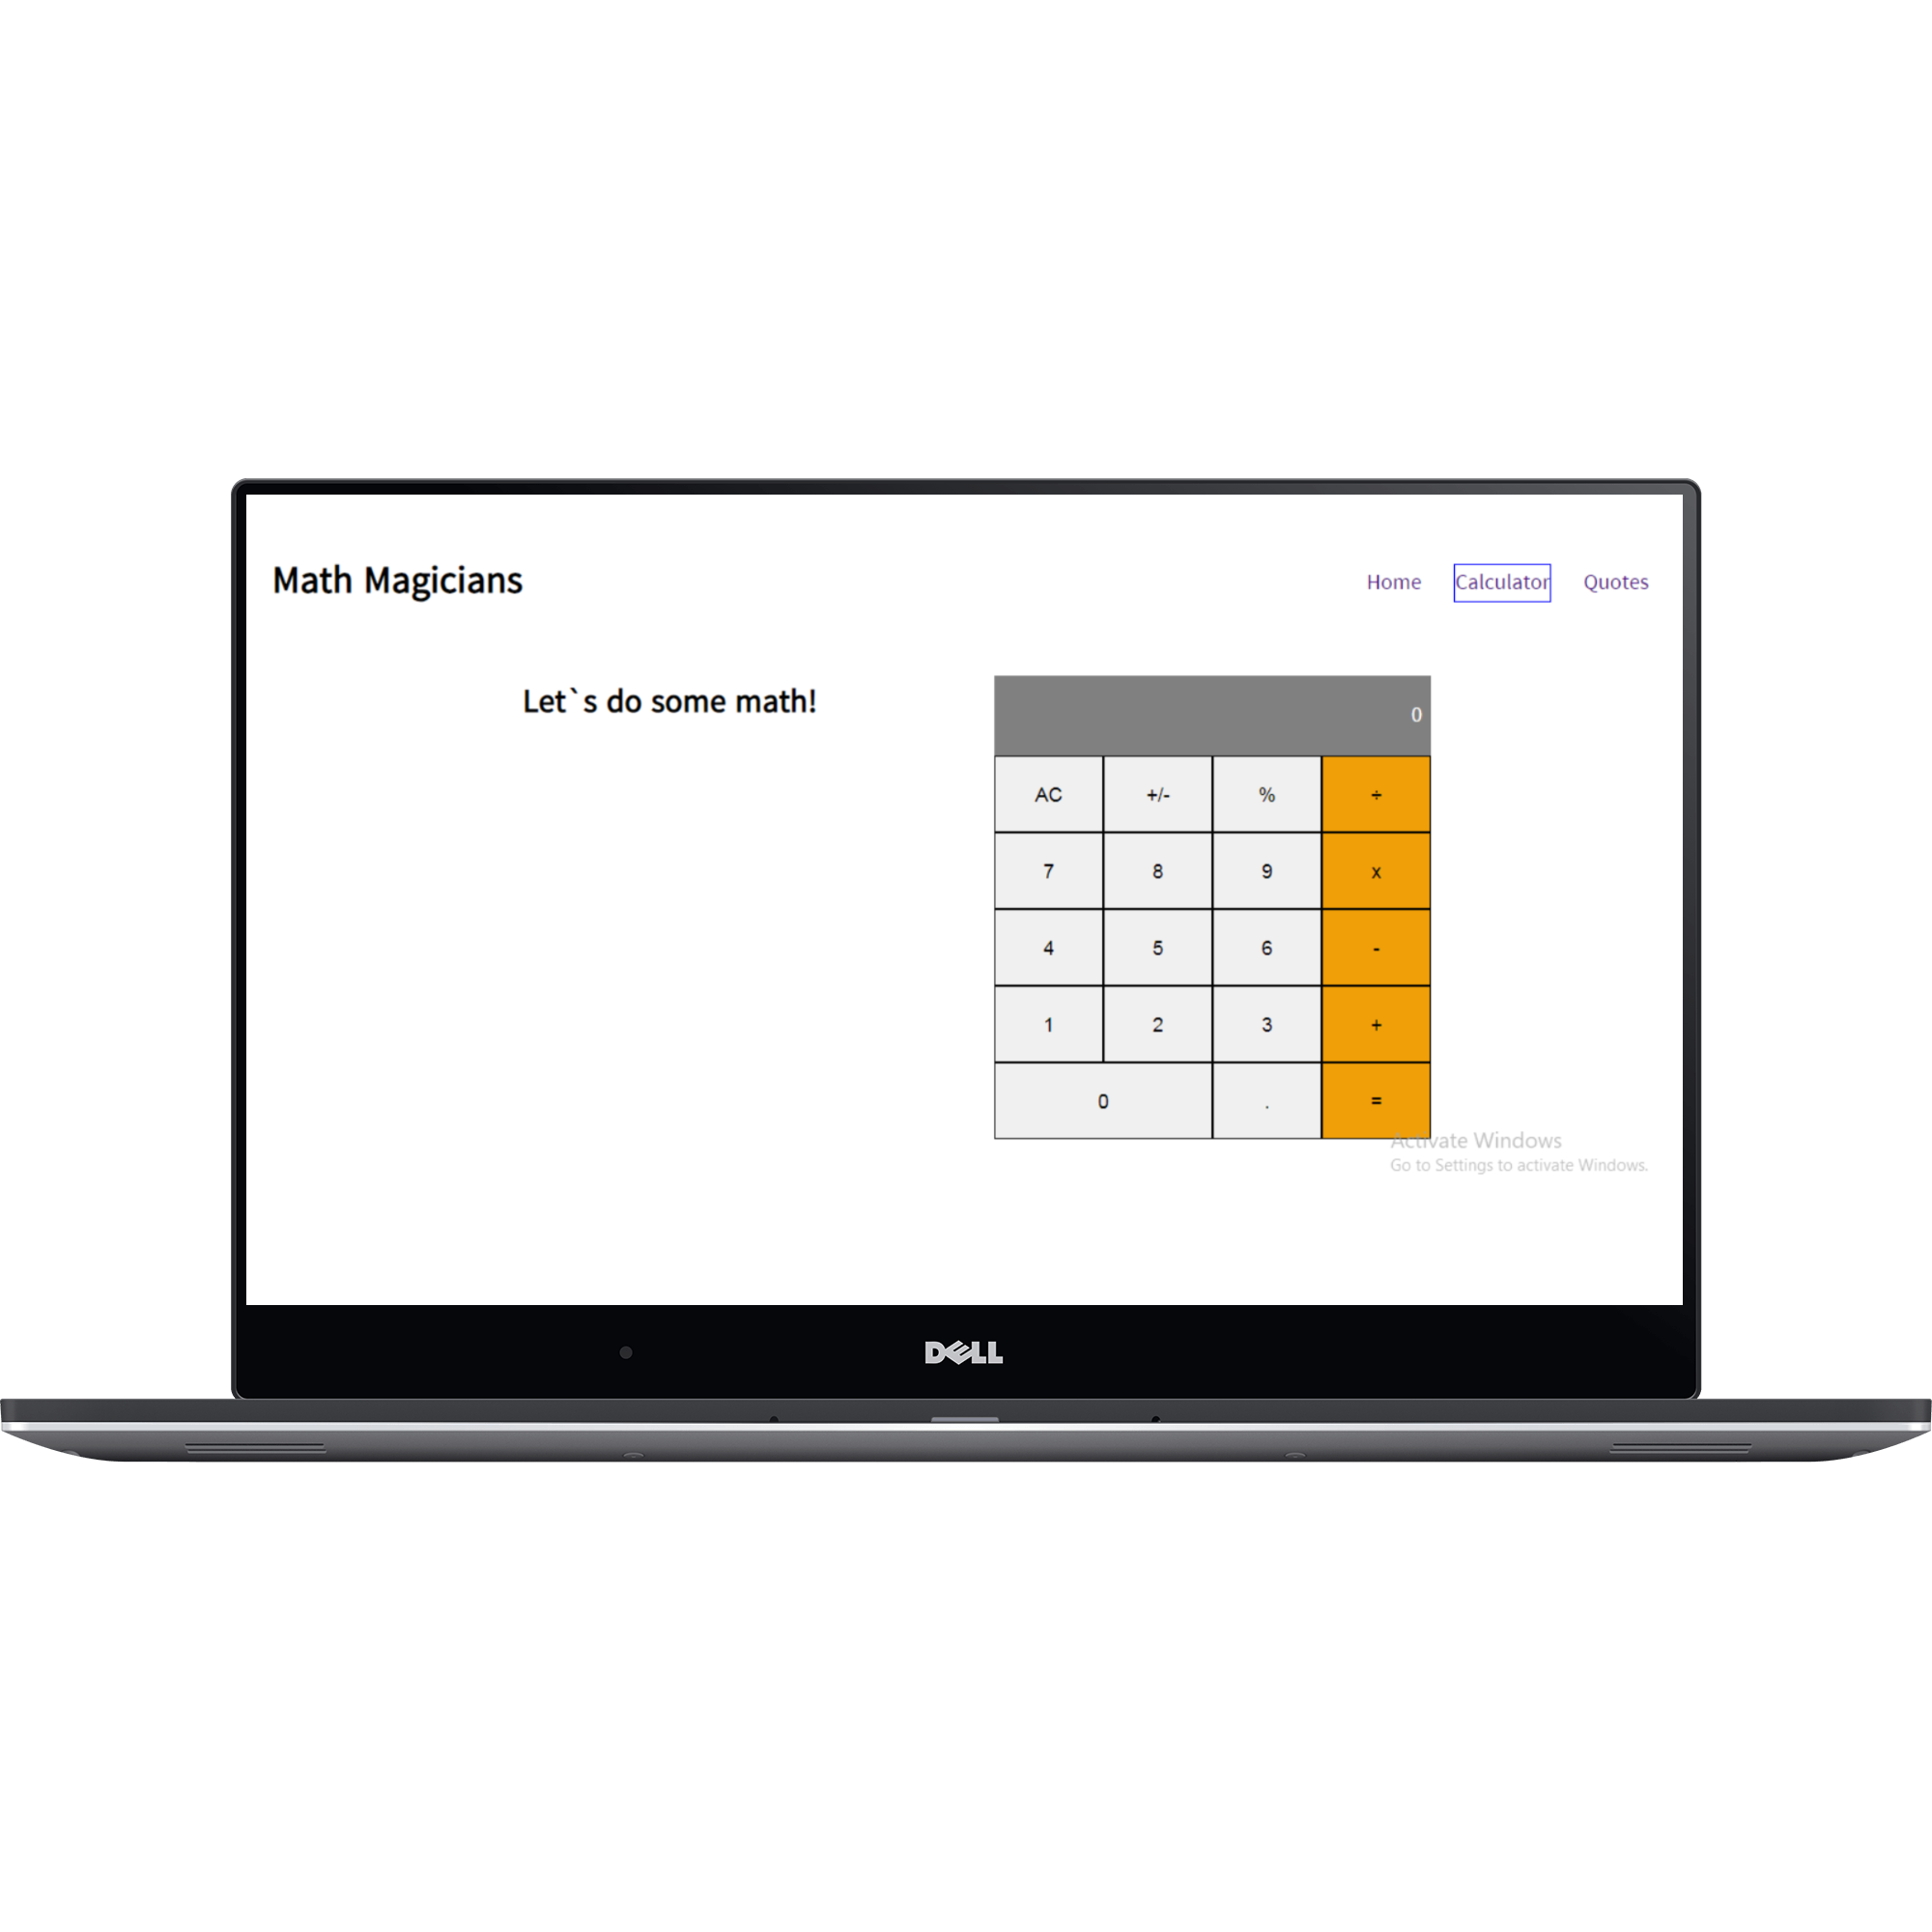 Math Magicians
Home Calculator Quotes
Let`s do some math!
0
AC +/- % ÷
7 8 9 x
4 5 6 -
1 2 3 +
0 . =
Activate Windows
Go to Settings to activate Windows.
DELL